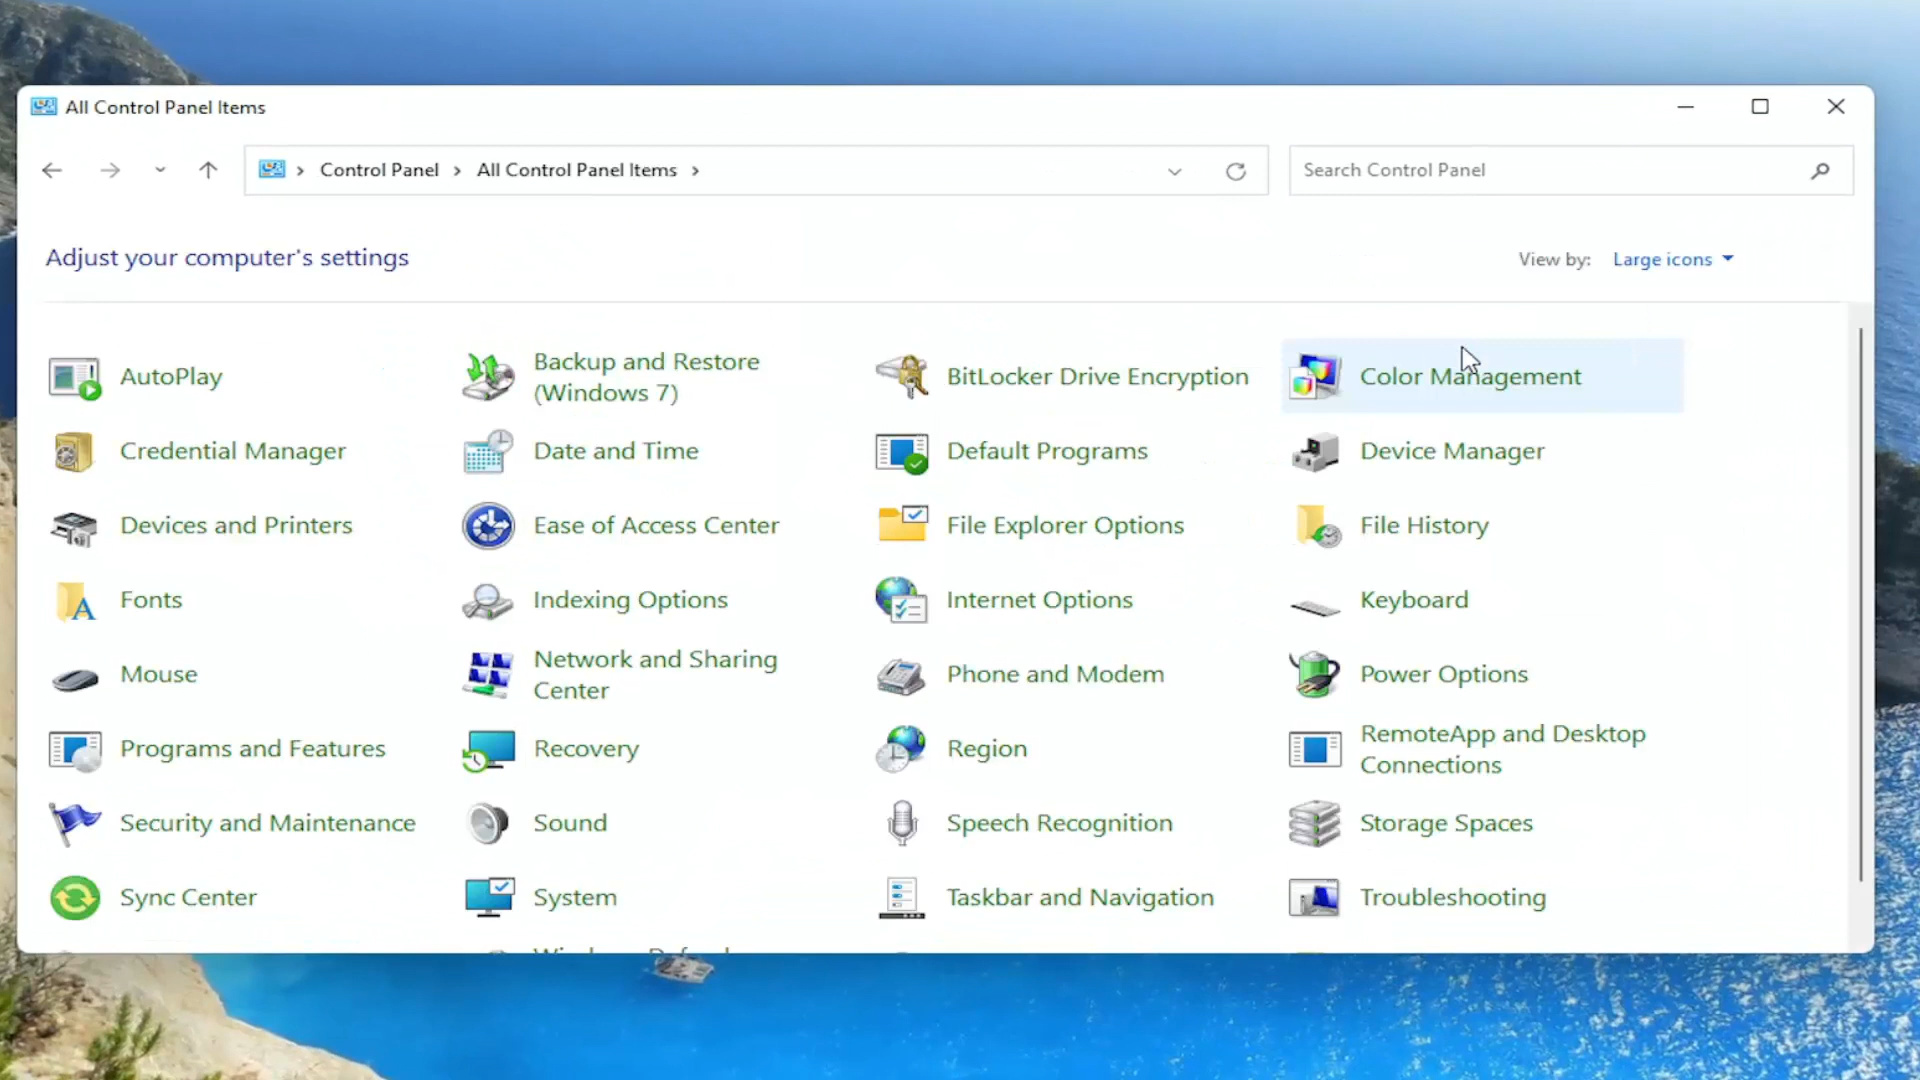 All Control Panel Items
Control Panel
All Control Panel Items
Search Control Panel
Adjust your computer's settings
View by:
Large icons
AutoPlay
Backup and Restore
(Windows 7)
BitLocker Drive Encryption
Color Management
Credential Manager
Date and Time
Default Programs
Device Manager
Devices and Printers
Ease of Access Center
File Explorer Options
File History
Fonts
Indexing Options
Internet Options
Keyboard
Mouse
Network and Sharing
Center
Phone and Modem
Power Options
Programs and Features
Recovery
Region
RemoteApp and Desktop
Connections
Security and Maintenance
Sound
Speech Recognition
Storage Spaces
Sync Center
System
Taskbar and Navigation
Troubleshooting